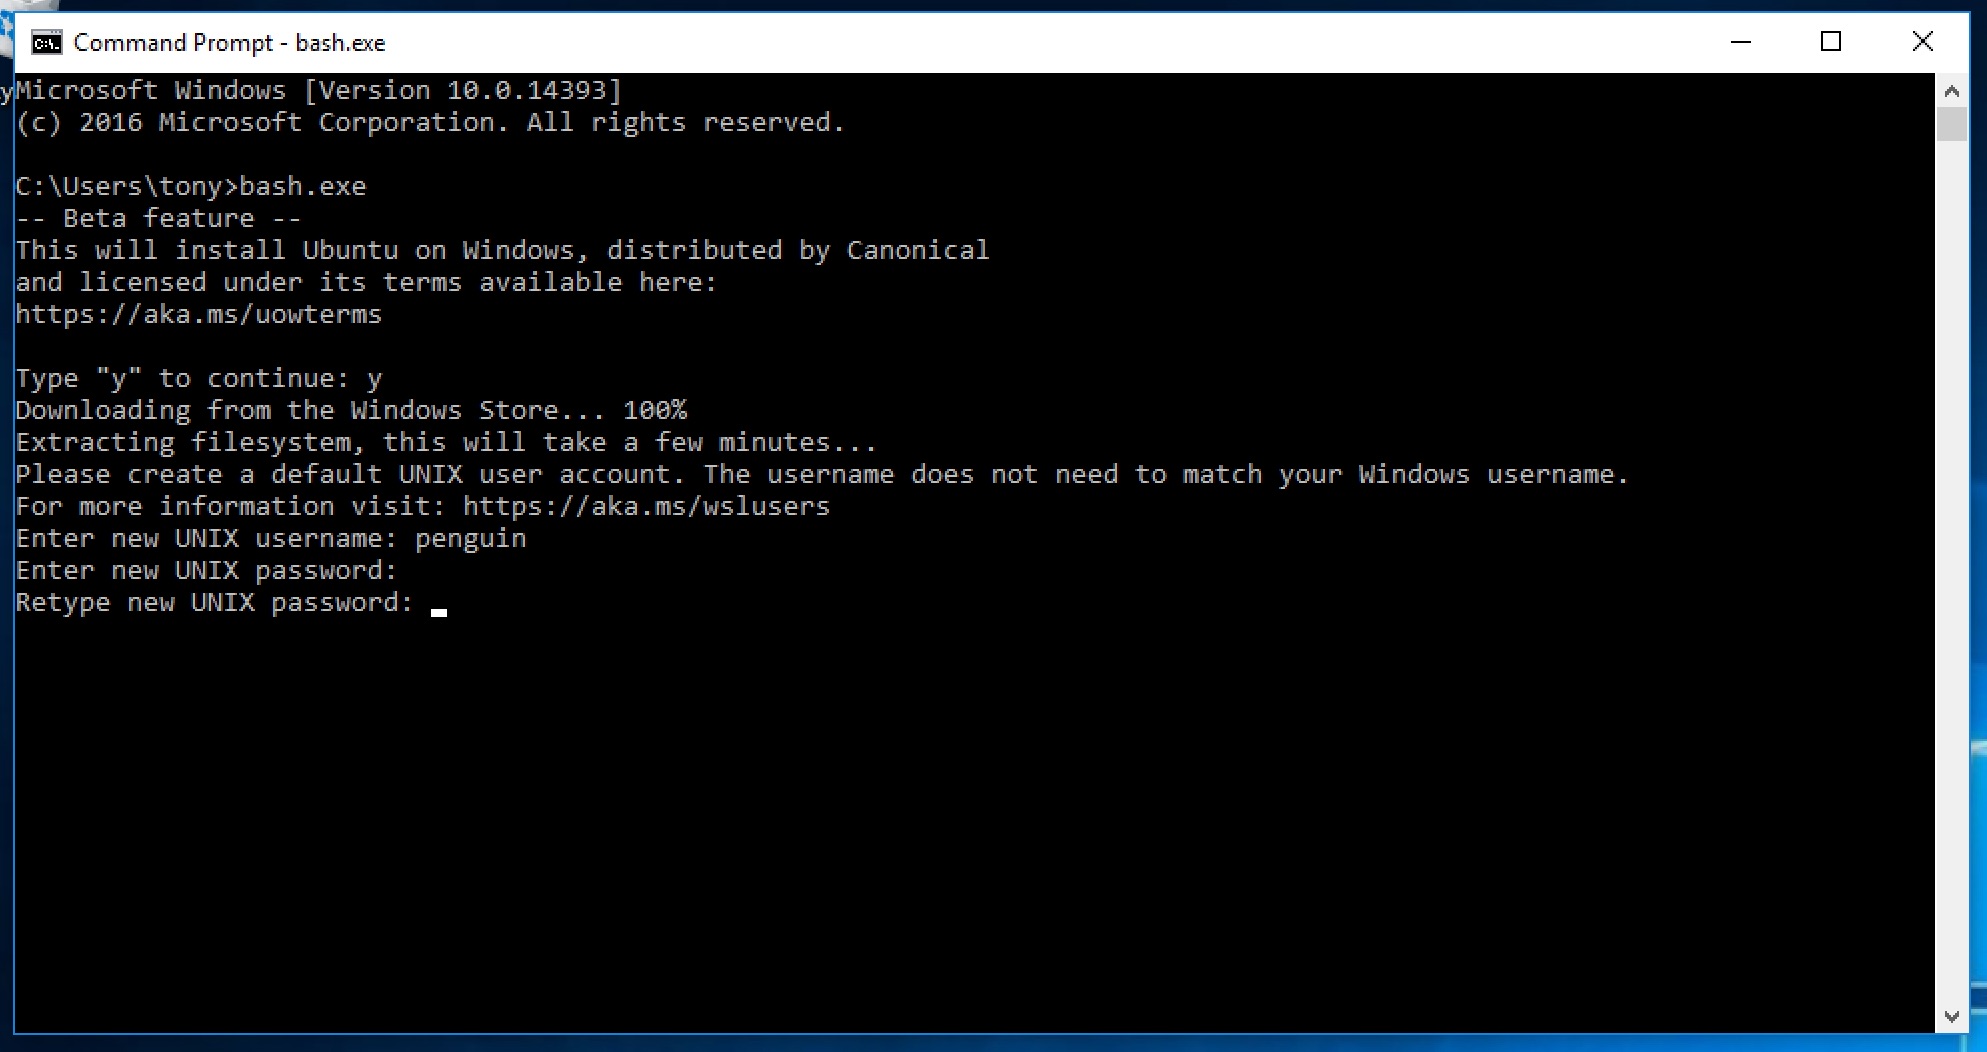 Command Prompt - bash.exe
Microsoft Windows [Version 10.0.14393]
(c) 2016 Microsoft Corporation. All rights reserved.
C:\Users\tony>bash.exe
-- Beta feature --
This will install Ubuntu on Windows, distributed by Canonical
and licensed under its terms available here:
https://aka.ms/uowterms
Type "y" to continue: y
Downloading from the Windows Store... 100%
Extracting filesystem, this will take a few minutes...
Please create a default UNIX user account. The username does not need to match your Windows username.
For more information visit: https://aka.ms/wslusers
Enter new UNIX username: penguin
Enter new UNIX password:
Retype new UNIX password: